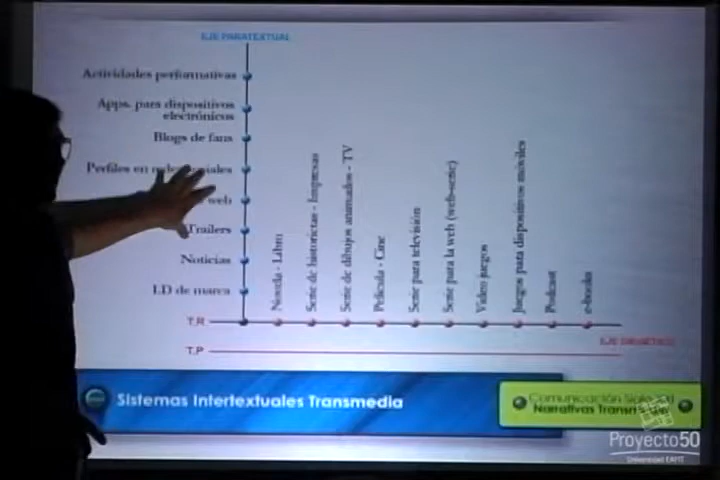 EJE PARATEXTUAL
Actividades performativas
Apps. para dispositivos
electrónicos
Blogs de fans
Perfiles en redes sociales
web
Trailers
Noticias
I.D de marca
Novela - Libro
Serie de historietas - Impresas
Serie de dibujos animados - TV
Película - Cine
Serie para televisión
Serie para la web (web-serie)
Video juegos
Juegos para dispositivos móviles
Podcast
e-books
T.R
EJE DIEGÉTICO
T.P
Sistemas Intertextuales Transmedia
Comunicación
Narrativas Transmedia
Proyecto50
Universidad EAFIT